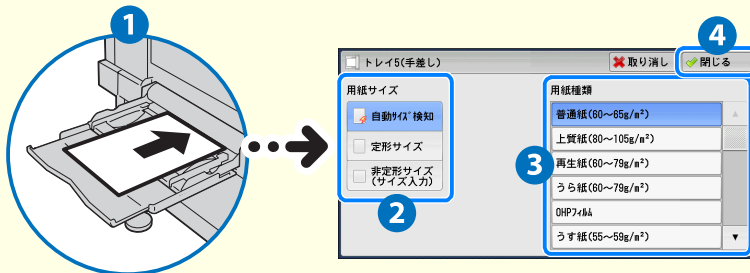 1
トレイ5(手差し)
取り消し
4
閉じる
用紙サイズ
自動ｻｲｽﾞ検知
定形サイズ
非定形サイズ
(サイズ入力)
2
用紙種類
普通紙(60～65g/m²)
上質紙(80～105g/m²)
3
再生紙(60～79g/m²)
うら紙(60～79g/m²)
OHPﾌｨﾙﾑ
うす紙(55～59g/m²)